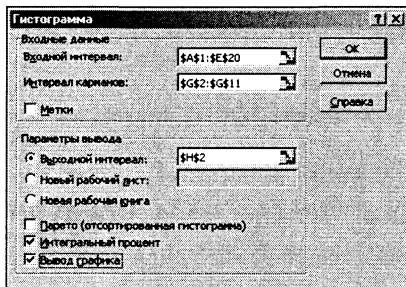 Гистограмма
Входные данные
Входной интервал: $A$1:$E$20
Интервал карманов: $G$2:$G$11
Метки
OK
Отмена
Справка
Параметры вывода
Выходной интервал: $H$2
Новый рабочий лист:
Новая рабочая книга
Парето (отсортированная гистограмма)
Интегральный процент
Вывод графика